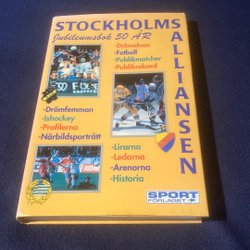 STOCKHOLMS
ALLIANSEN
Jubileumsbok 50 ÅR
-Drömelvan
-Fotboll
-Publikmatcher
-Publikrekord
-Drömfemman
-Ishockey
-Profilerna
-Närbildsporträtt
-Lirarna
-Ledarna
-Arenorna
-Historia
SPORT
FÖRLAGET